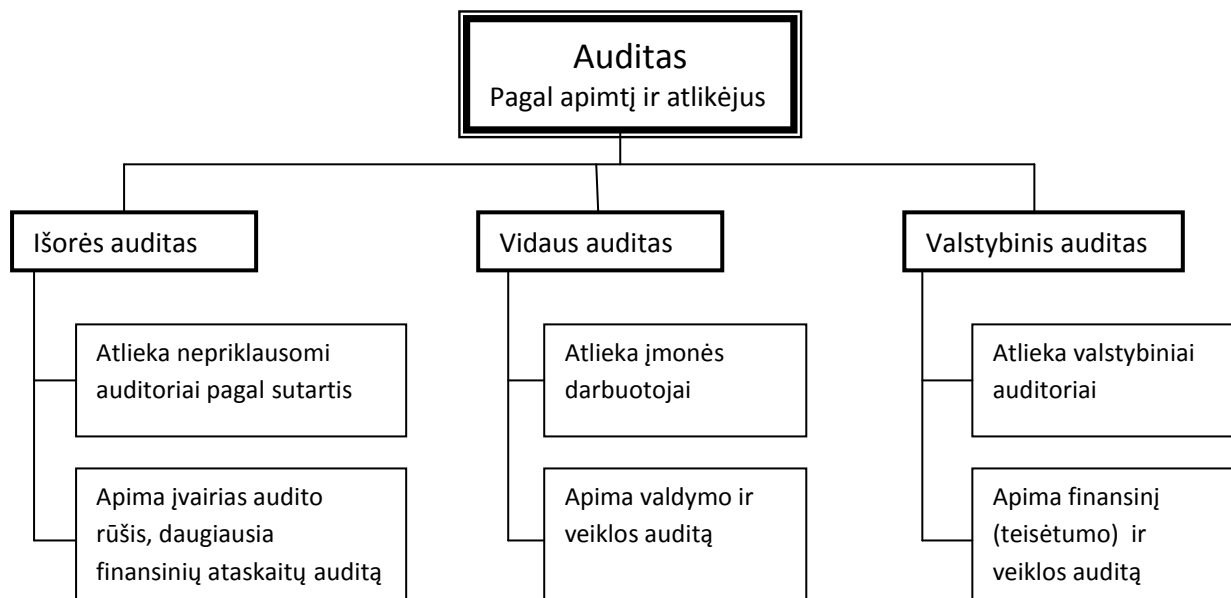 Auditas
Pagal apimtį ir atlikėjus
Išorės auditas
Atlieka nepriklausomi
auditoriai pagal sutartis
Apima įvairias audito
rūšis, daugiausia
finansinių ataskaitų auditą
Vidaus auditas
Atlieka įmonės
darbuotojai
Apima valdymo ir
veiklos auditą
Valstybinis auditas
Atlieka valstybiniai
auditoriai
Apima finansinį
(teisėtumo) ir
veiklos auditą